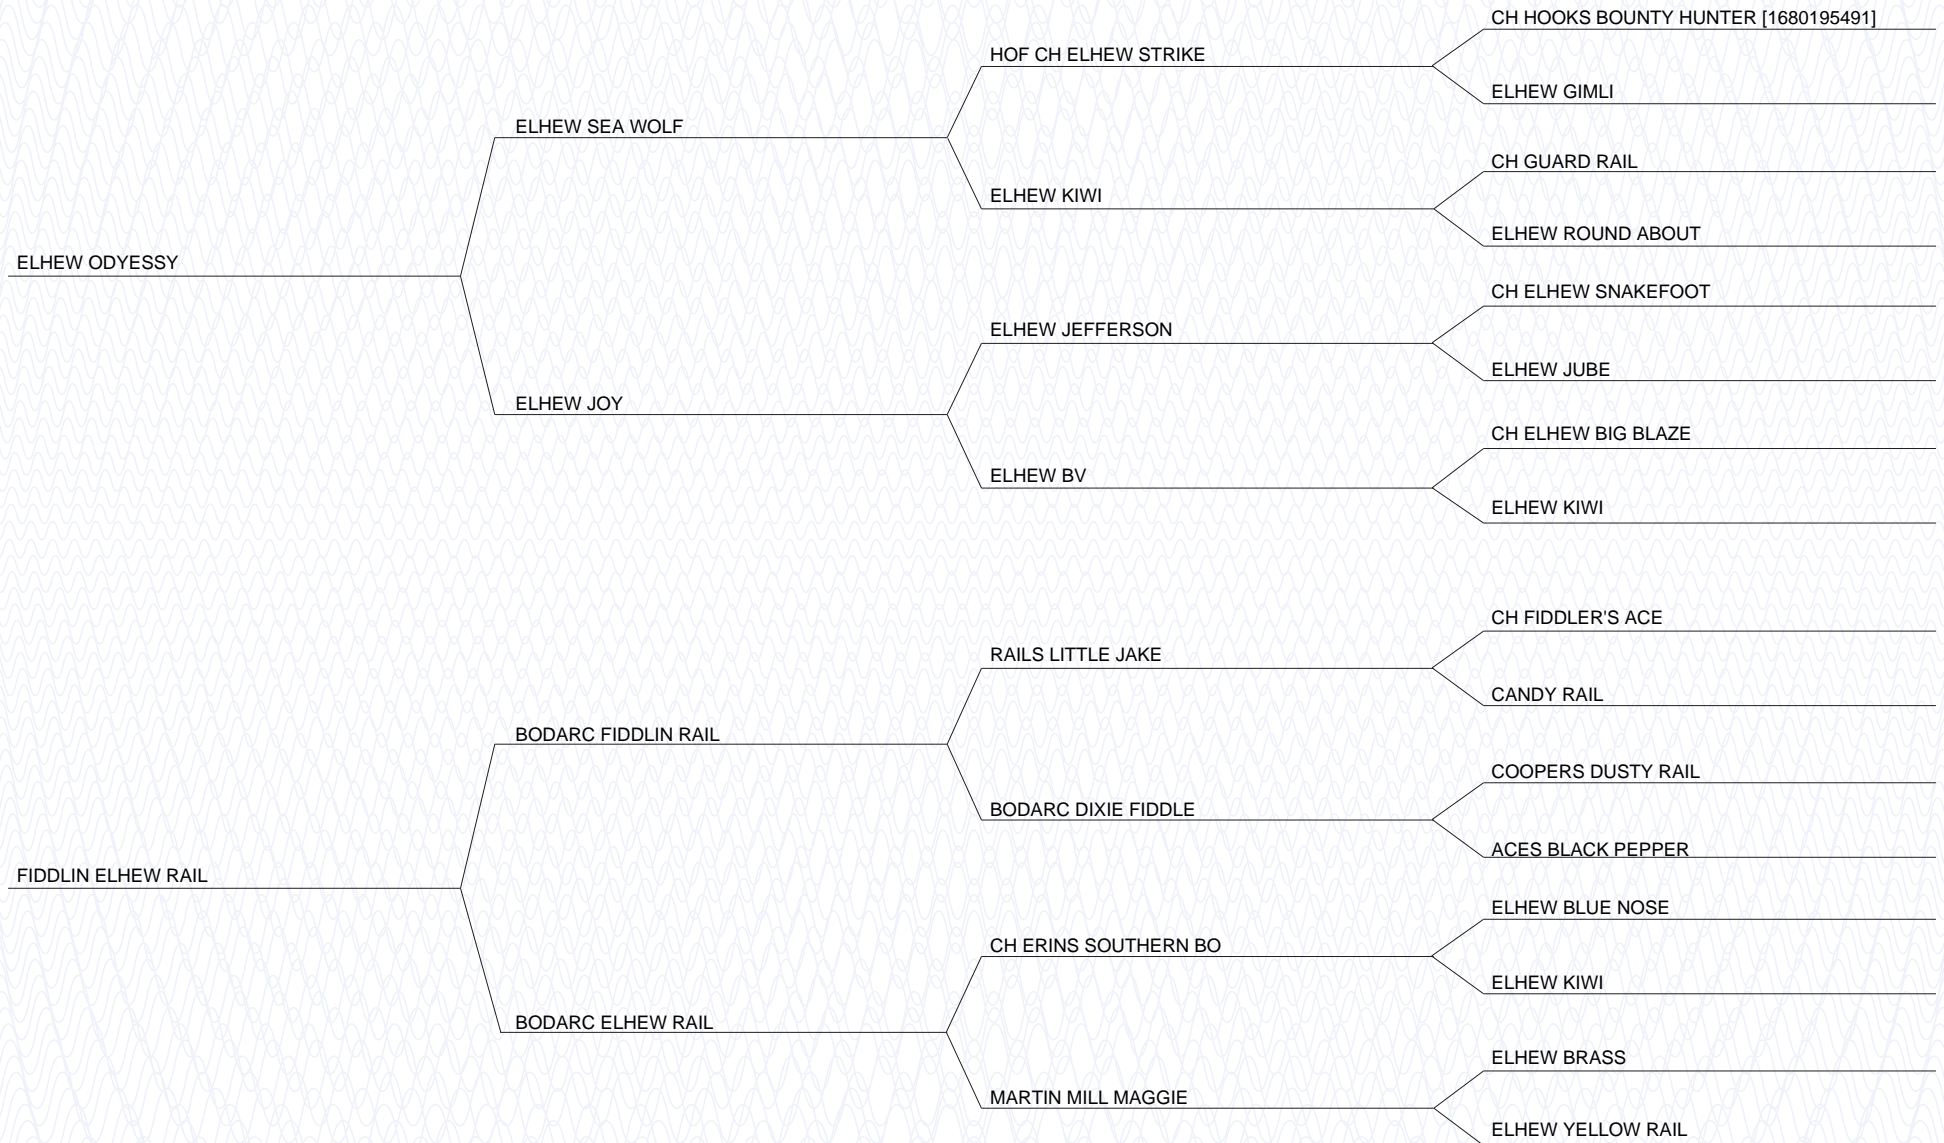 CH HOOKS BOUNTY HUNTER [1680195491]
HOF CH ELHEW STRIKE
ELHEW GIMLI
ELHEW SEA WOLF
CH GUARD RAIL
ELHEW KIWI
ELHEW ROUND ABOUT
ELHEW ODYESSY
CH ELHEW SNAKEFOOT
ELHEW JEFFERSON
ELHEW JUBE
ELHEW JOY
CH ELHEW BIG BLAZE
ELHEW BV
ELHEW KIWI
CH FIDDLER'S ACE
RAILS LITTLE JAKE
CANDY RAIL
BODARC FIDDLIN RAIL
COOPERS DUSTY RAIL
BODARC DIXIE FIDDLE
ACES BLACK PEPPER
FIDDLIN ELHEW RAIL
ELHEW BLUE NOSE
CH ERINS SOUTHERN BO
ELHEW KIWI
BODARC ELHEW RAIL
ELHEW BRASS
MARTIN MILL MAGGIE
ELHEW YELLOW RAIL